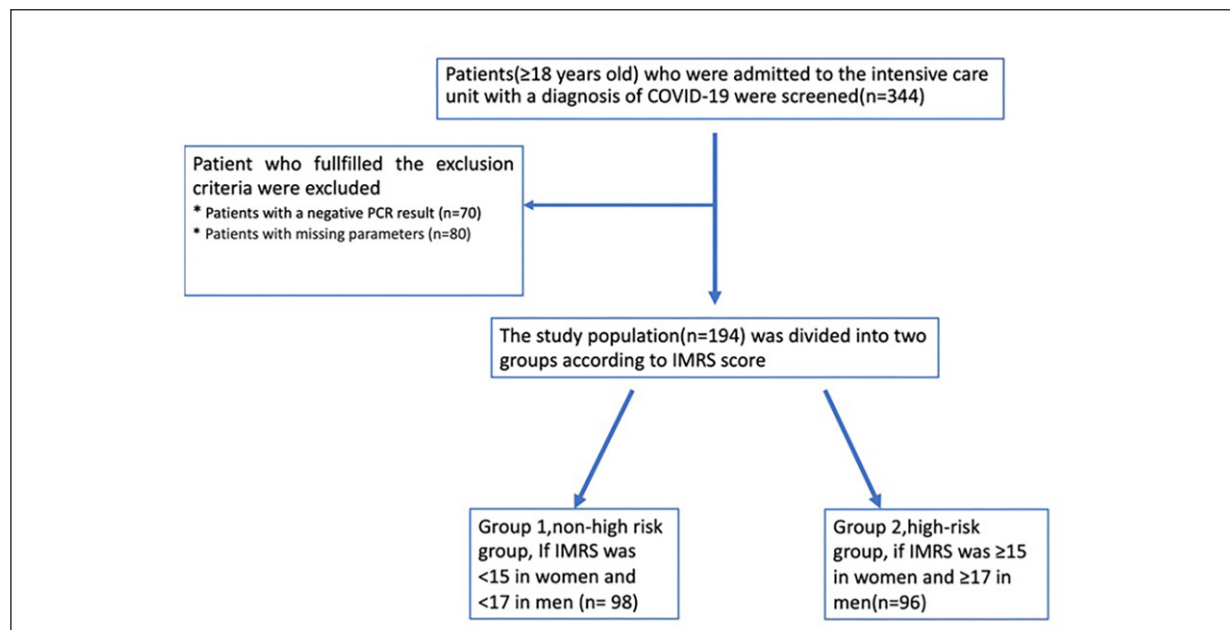 Patients(≥18 years old) who were admitted to the intensive care
unit with a diagnosis of COVID-19 were screened(n=344)
Patient who fullfilled the exclusion
criteria were excluded
* Patients with a negative PCR result (n=70)
* Patients with missing parameters (n=80)
The study population(n=194) was divided into two
groups according to IMRS score
Group 1,non-high risk
group, If IMRS was
<15 in women and
<17 in men (n= 98)
Group 2,high-risk
group, if IMRS was ≥15
in women and ≥17 in
men(n=96)